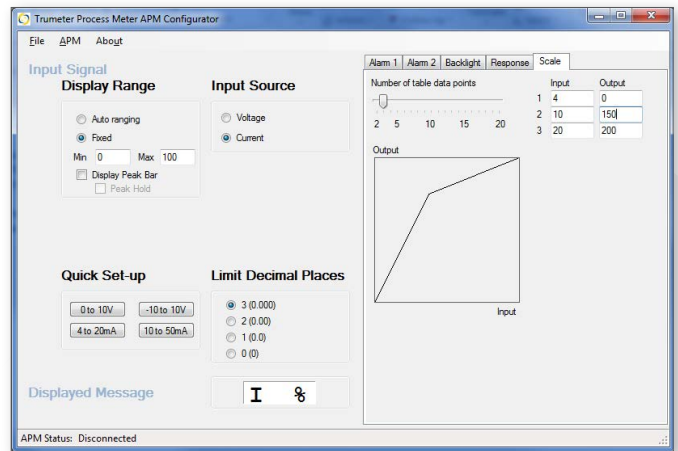 Trumeter Process Meter APM Configurator
File APM About
Input Signal
Display Range
Auto ranging
Fixed
Min 0 Max 100
Display Peak Bar
Peak Hold
Input Source
Voltage
Current
Quick Set-up
0 to 10V -10 to 10V
4 to 20mA 10 to 50mA
Limit Decimal Places
3 (0.000)
2 (0.00)
1 (0.0)
0 (0)
Displayed Message
I %
Alarm 1 Alarm 2 Backlight Response Scale
Number of table data points
2 5 10 15 20
Input Output
1 4 0
2 10 150
3 20 200
Output
Input
APM Status: Disconnected